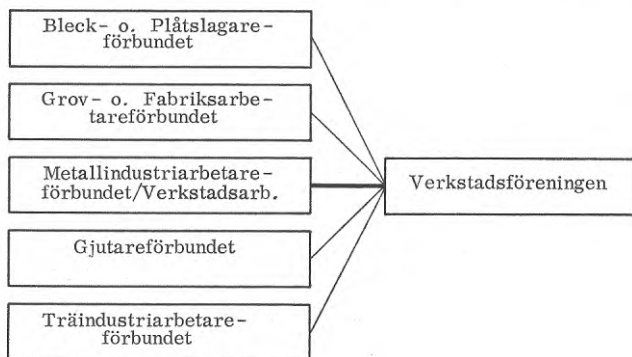 Bleck- o. Plåtslagare-
förbundet
Grov- o. Fabriksarbe-
tareförbundet
Metallindustriarbetare-
förbundet/Verkstadsarb.
Verkstadsföreningen
Gjutareförbundet
Träindustriarbetare-
förbundet